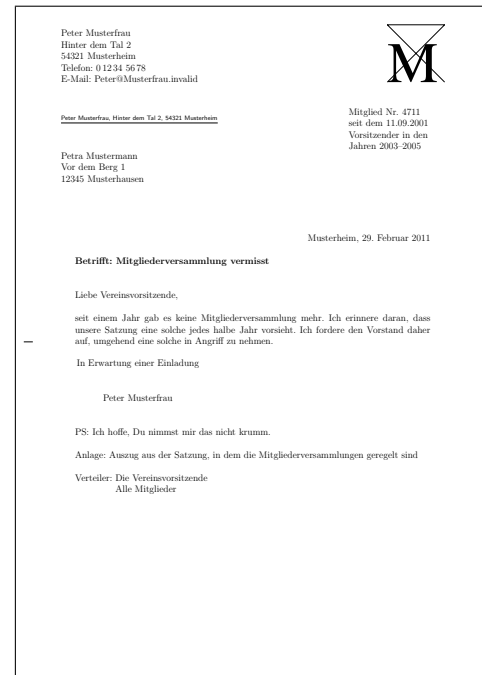 Peter Musterfrau
Hinter dem Tal 2
54321 Musterheim
Telefon: 0 12 34 56 78
E-Mail: Peter@Musterfrau.invalid
M
Peter Musterfrau, Hinter dem Tal 2, 54321 Musterheim
Mitglied Nr. 4711
seit dem 11.09.2001
Vorsitzender in den
Jahren 2003–2005
Petra Mustermann
Vor dem Berg 1
12345 Musterhausen
Musterheim, 29. Februar 2011
Betrifft: Mitgliederversammlung vermisst
Liebe Vereinsvorsitzende,
seit einem Jahr gab es keine Mitgliederversammlung mehr. Ich erinnere daran, dass
unsere Satzung eine solche jedes halbe Jahr vorsieht. Ich fordere den Vorstand daher
auf, umgehend eine solche in Angriff zu nehmen.
In Erwartung einer Einladung
Peter Musterfrau
PS: Ich hoffe, Du nimmst mir das nicht krumm.
Anlage: Auszug aus der Satzung, in dem die Mitgliederversammlungen geregelt sind
Verteiler: Die Vereinsvorsitzende
Alle Mitglieder